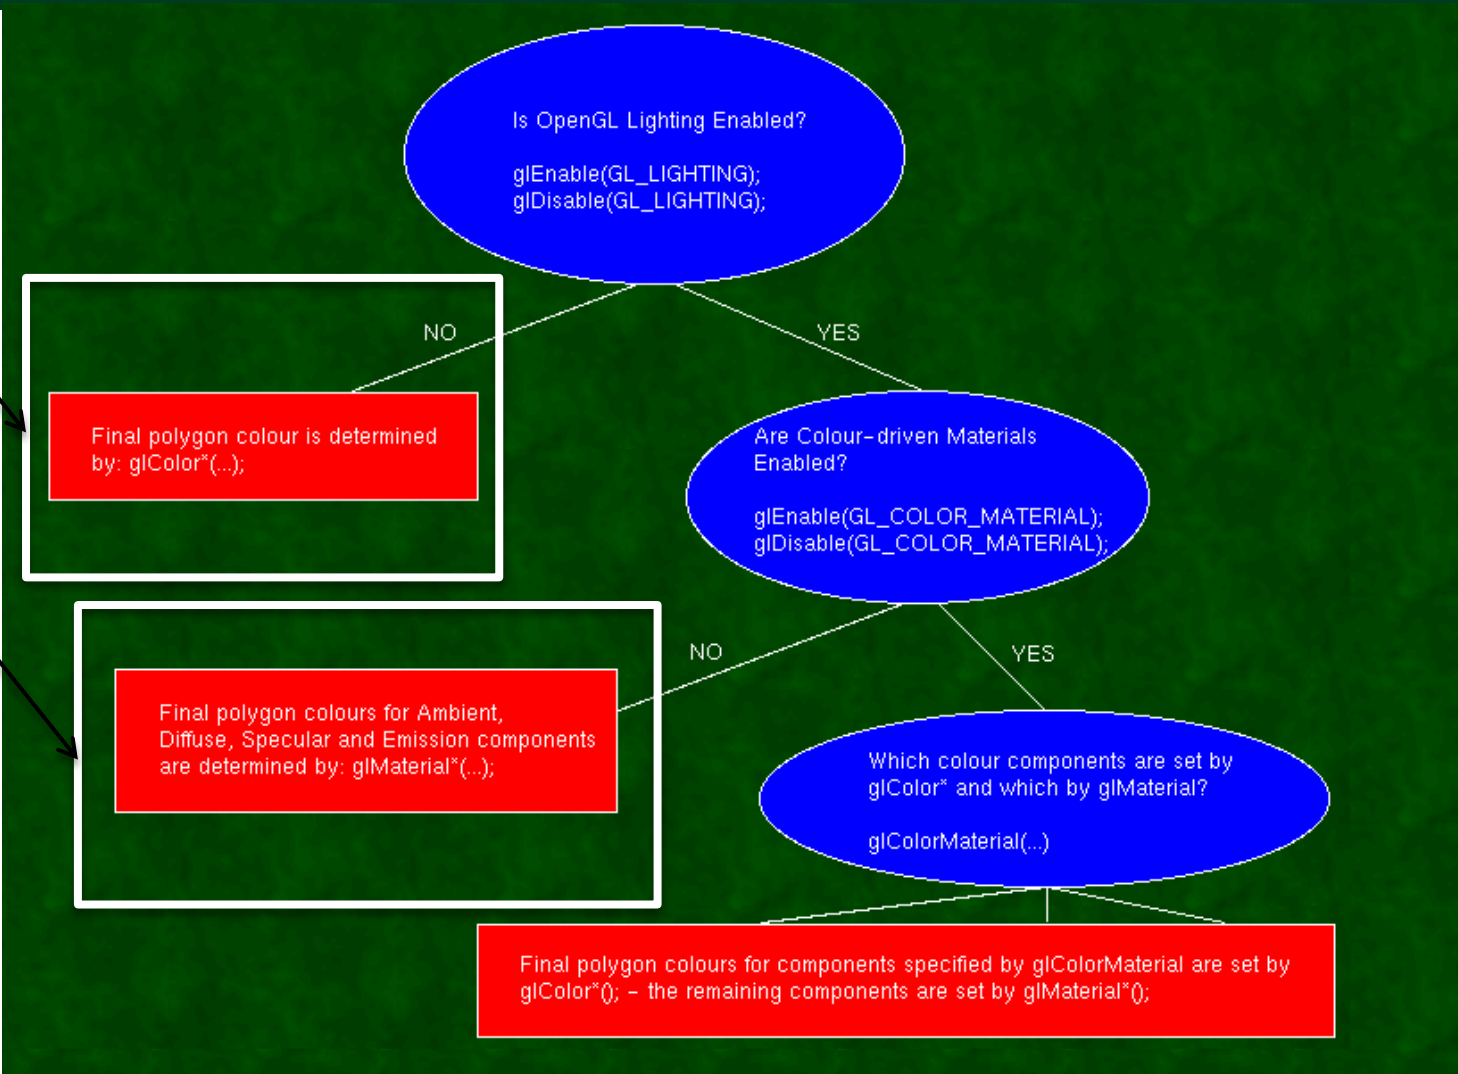 Is OpenGL Lighting Enabled?
glEnable(GL_LIGHTING);
glDisable(GL_LIGHTING);
NO
YES
Final polygon colour is determined
by: glColor*(...);
Are Colour-driven Materials
Enabled?
glEnable(GL_COLOR_MATERIAL);
glDisable(GL_COLOR_MATERIAL);
NO
YES
Final polygon colours for Ambient,
Diffuse, Specular and Emission components
are determined by: glMaterial*(...);
Which colour components are set by
glColor* and which by glMaterial?
glColorMaterial(...)
Final polygon colours for components specified by glColorMaterial are set by
glColor*(); - the remaining components are set by glMaterial*();